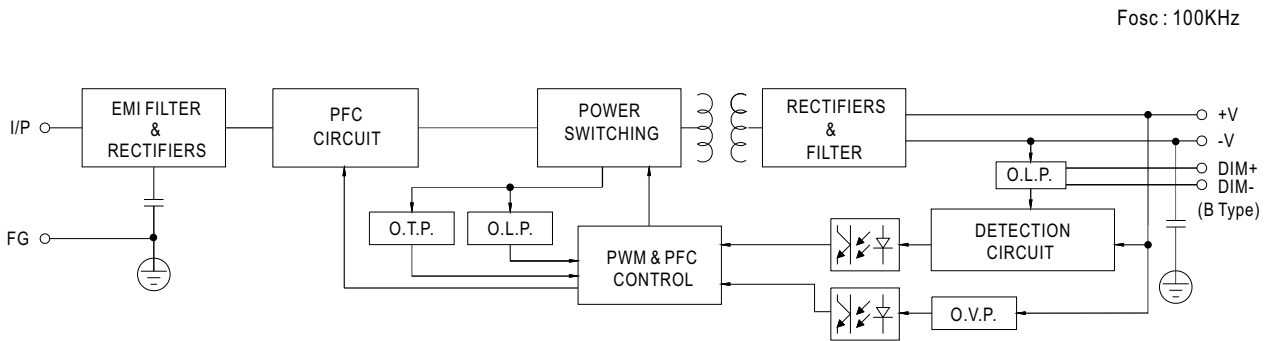 Fosc : 100KHz
I/P
EMI FILTER
&
RECTIFIERS
PFC
CIRCUIT
POWER
SWITCHING
RECTIFIERS
&
FILTER
+V
-V
O.L.P.
DIM+
DIM-
(B Type)
FG
O.T.P.
O.L.P.
PWM & PFC
CONTROL
DETECTION
CIRCUIT
O.V.P.